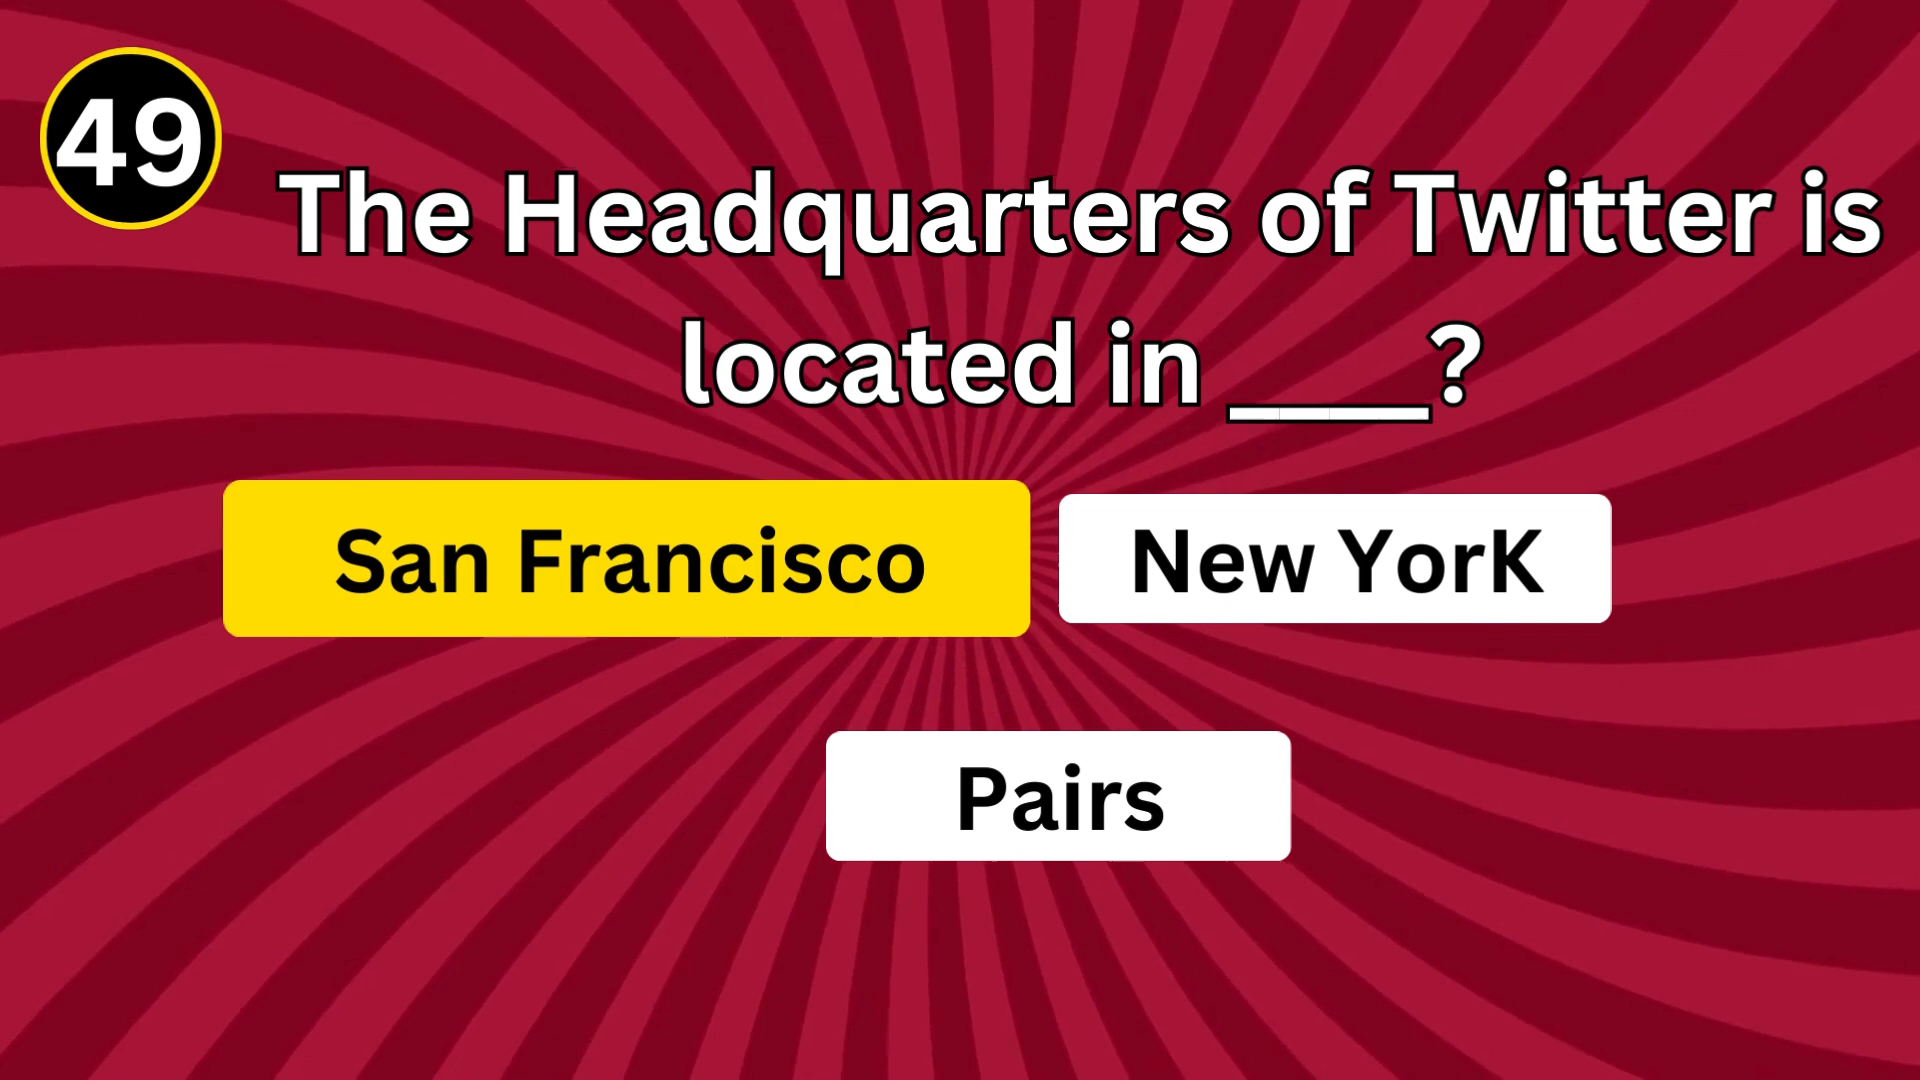 49
The Headquarters of Twitter is
located in ____?
San Francisco
New YorK
Pairs